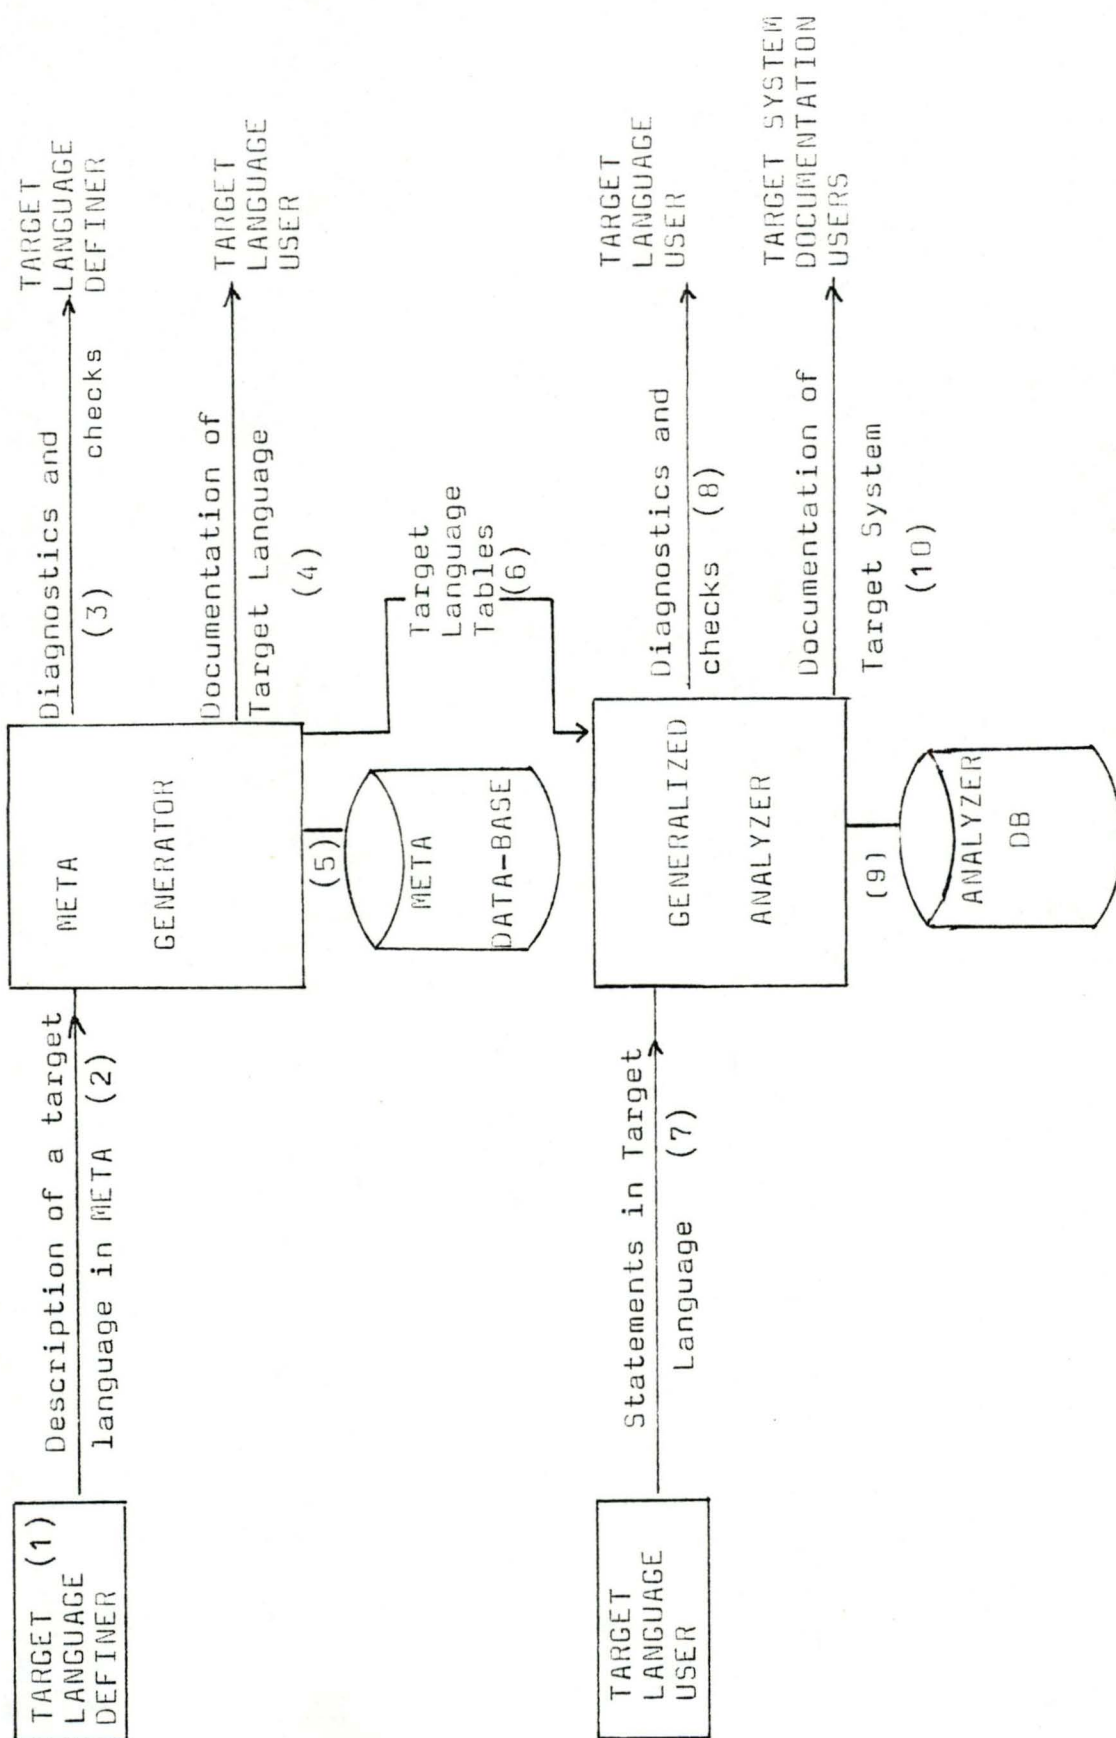 TARGET (1)
LANGUAGE
DEFINER
Description of a target
language in META (2)
META
GENERATOR
Diagnostics and
(3) checks
TARGET
LANGUAGE
DEFINER
Documentation of
Target Language
(4)
TARGET
LANGUAGE
USER
(5)
META
DATA-BASE
Target
Language
Tables
(6)
TARGET
LANGUAGE
USER
Statements in Target
Language (7)
GENERALIZED
ANALYZER
Diagnostics and
checks (8)
TARGET
LANGUAGE
USER
Documentation of
Target System
(10)
TARGET SYSTEM
DOCUMENTATION
USERS
(9)
ANALYZER
DB